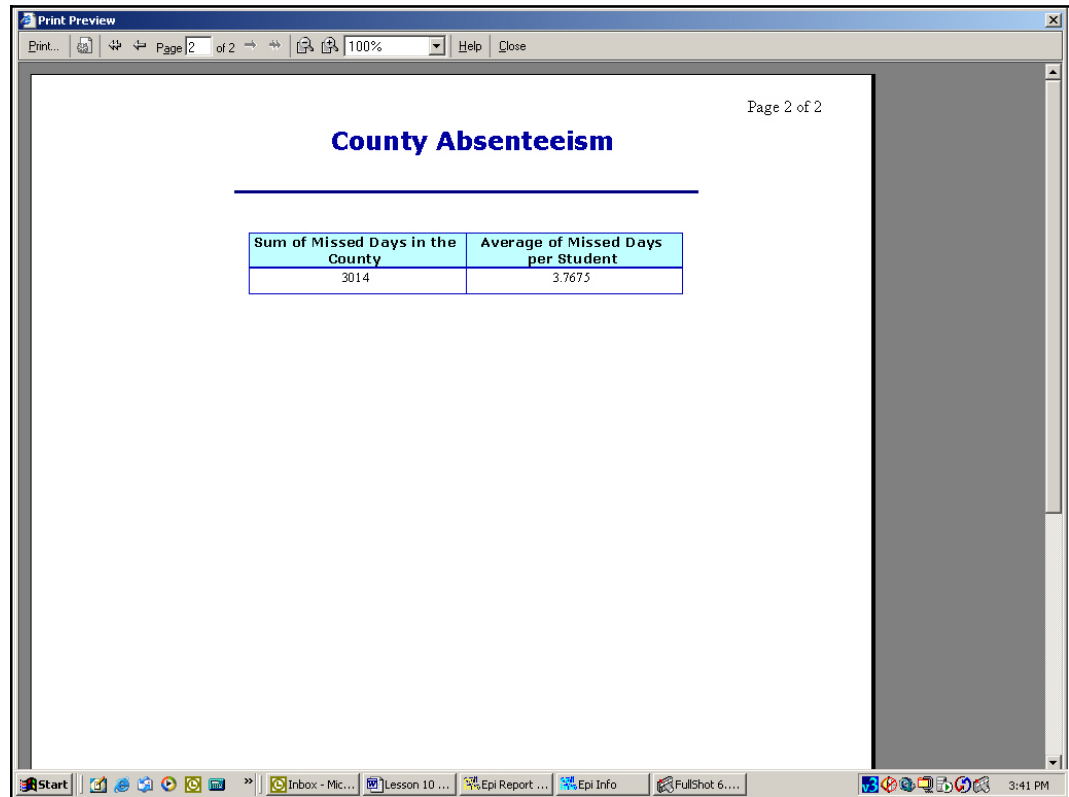 Print Preview
Print... Page 2 of 2 100% Help Close
Page 2 of 2
County Absenteeism
Sum of Missed Days in the County
Average of Missed Days per Student
3014 3.7675
Start » Inbox - Mic... Lesson 10 ... Epi Report ... Epi Info FullShot 6.... 3:41 PM